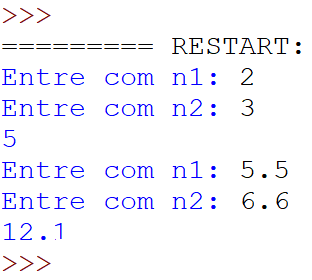 >>>
========= RESTART:
Entre com n1: 2
Entre com n2: 3
5
Entre com n1: 5.5
Entre com n2: 6.6
12.1
>>>